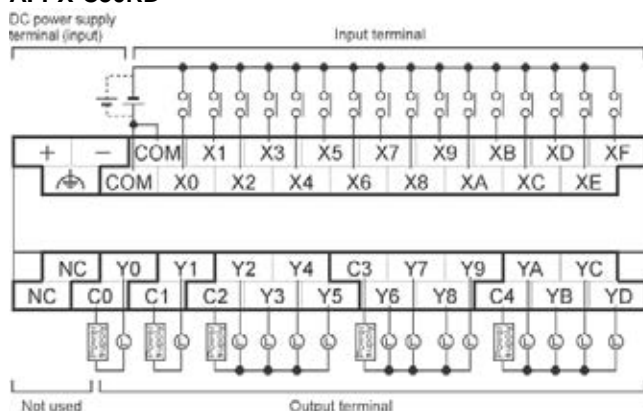 DC power supply
terminal (input)
Input terminal
+ − COM X1 X3 X5 X7 X9 XB XD XF
COM X0 X2 X4 X6 X8 XA XC XE
NC Y0 Y1 Y2 Y4 C3 Y7 Y9 YA YC
NC C0 C1 C2 Y3 Y5 Y6 Y8 C4 YB YD
L L L L L L L L L L L L L L
Not used
Output terminal